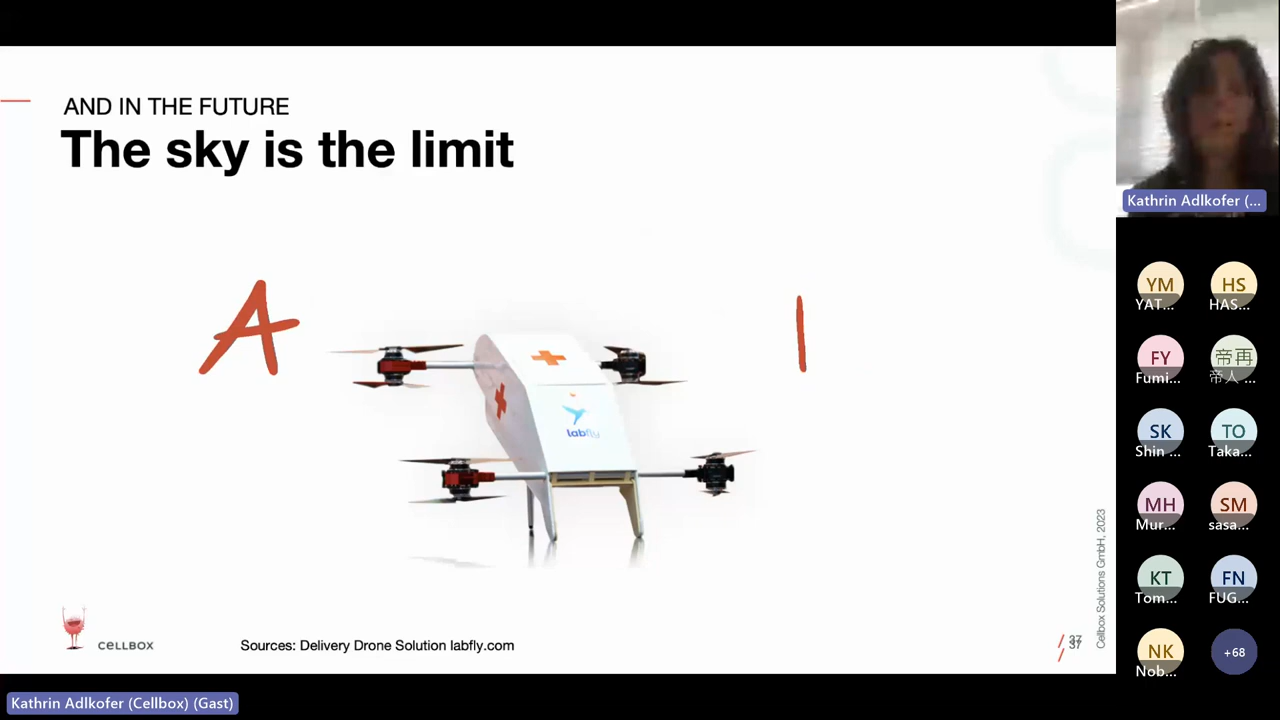 AND IN THE FUTURE
The sky is the limit
A
I
labfly
CELLBOX
Sources: Delivery Drone Solution labfly.com
37
37
Cellbox Solutions GmbH, 2023
Kathrin Adlkofer (Cellbox) (Gast)
Kathrin Adlkofer (...
YM
YAT...
HS
HAS...
FY
Fumi...
帝再
帝人 ...
SK
Shin ...
TO
Taka...
MH
Mur...
SM
sasa...
KT
Tom...
FN
FUG...
NK
Nob...
+68